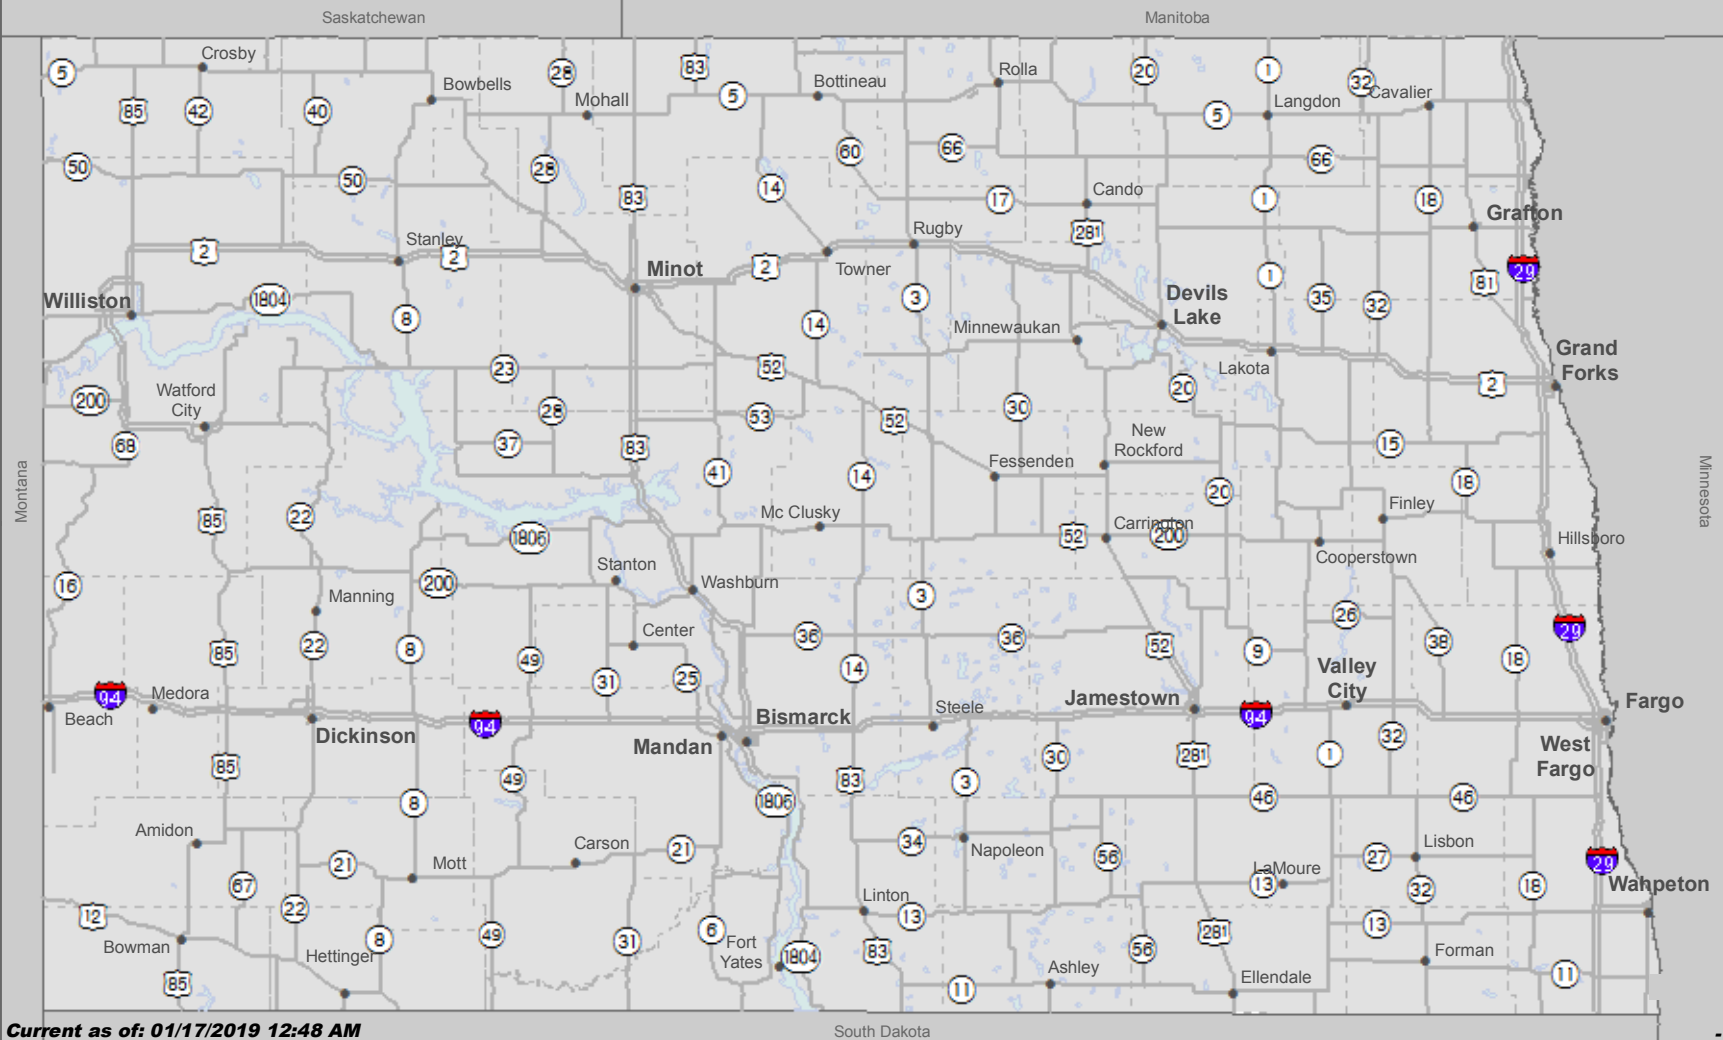 Saskatchewan
Manitoba
Crosby
5
85
42
40
Bowbells
28
Mohall
83
5
Bottineau
Rolla
20
1
32
Cavalier
Langdon
5
50
50
28
83
60
66
66
14
17
Cando
1
18
Grafton
281
2
Stanley
2
Minot
2
Towner
Rugby
29
1
81
Williston
1804
8
3
14
Devils
Lake
35
32
Minnewaukan
Lakota
Grand
Forks
2
23
52
20
Watford
City
200
68
28
37
53
52
30
83
New
Rockford
15
Montana
Minnesota
41
14
Fessenden
18
20
85
22
Mc Clusky
Finley
1806
52
Carrington
200
Cooperstown
Hillsboro
16
200
Stanton
Washburn
Manning
3
26
Center
36
36
52
9
38
29
85
22
8
49
31
25
14
18
Valley
City
94
Medora
Beach
Dickinson
94
Mandan
Bismarck
Steele
Jamestown
94
Fargo
West
Fargo
85
49
83
3
30
281
1
32
8
1806
46
46
Amidon
Carson
21
34
Napoleon
56
27
Lisbon
29
21
Mott
LaMoure
13
67
22
32
18
Wahpeton
12
Linton
13
13
Bowman
8
49
31
6
Fort
Yates
1804
83
56
281
Forman
Hettinger
85
11
Ashley
Ellendale
11
Current as of: 01/17/2019 12:48 AM
South Dakota
-